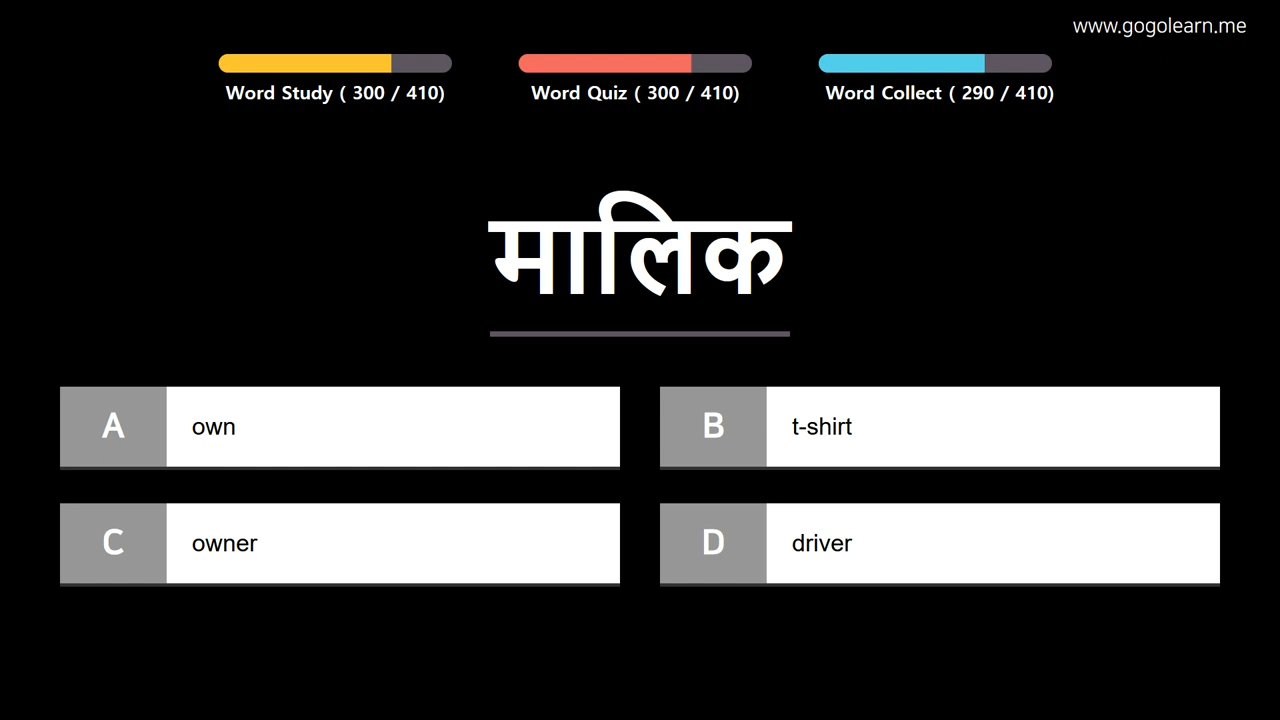 www.gogolearn.me
Word Study ( 300 / 410) Word Quiz ( 300 / 410) Word Collect ( 290 / 410)
मालिक
A own B t-shirt
C owner D driver